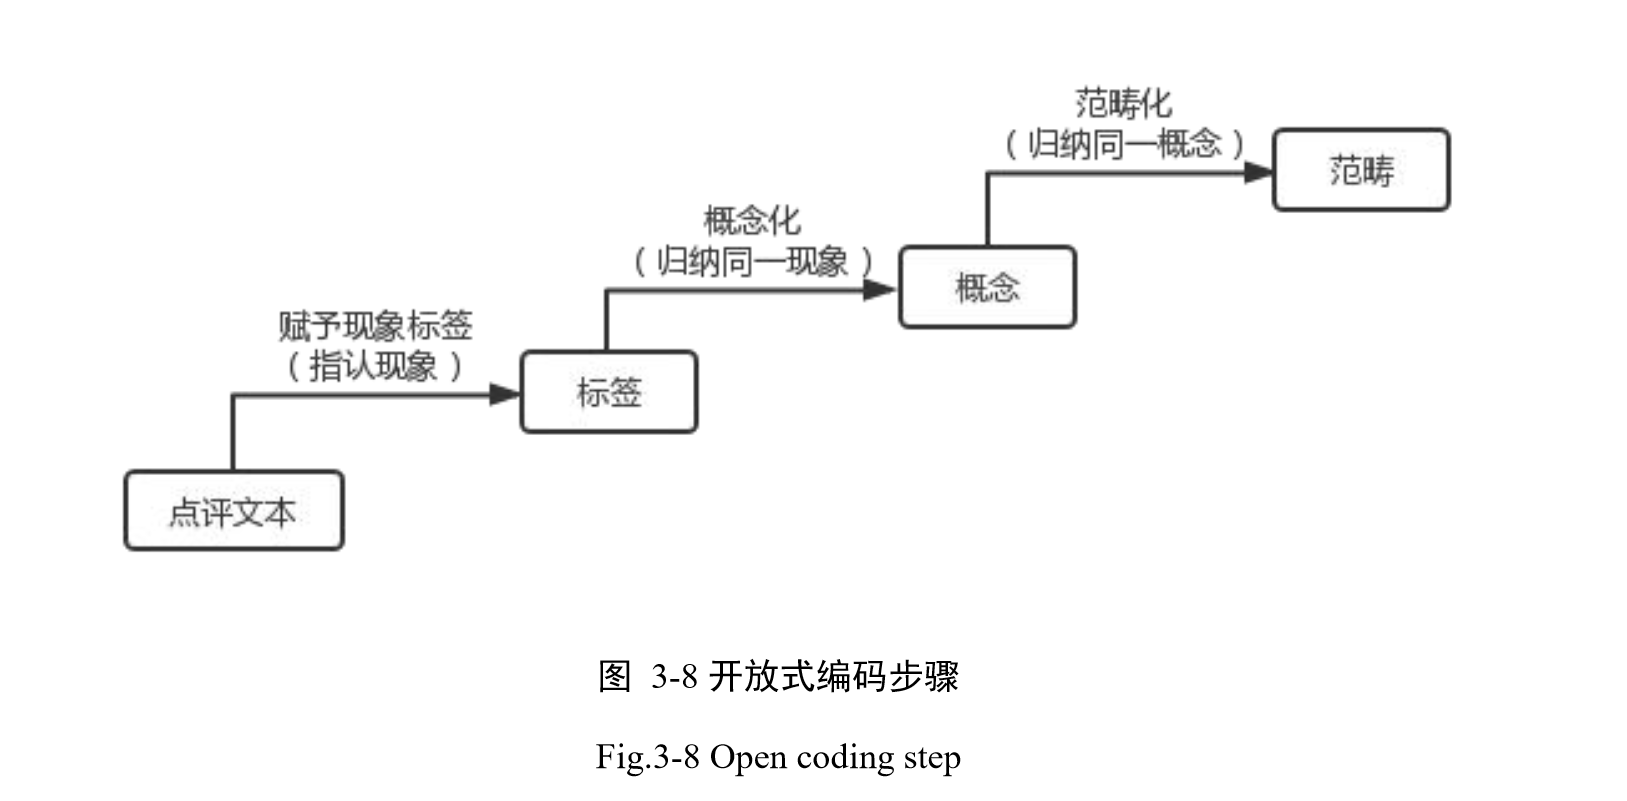 范畴化
（归纳同一概念）
范畴
概念化
（归纳同一现象）
概念
赋予现象标签
（指认现象）
标签
点评文本
图 3-8 开放式编码步骤
Fig.3-8 Open coding step